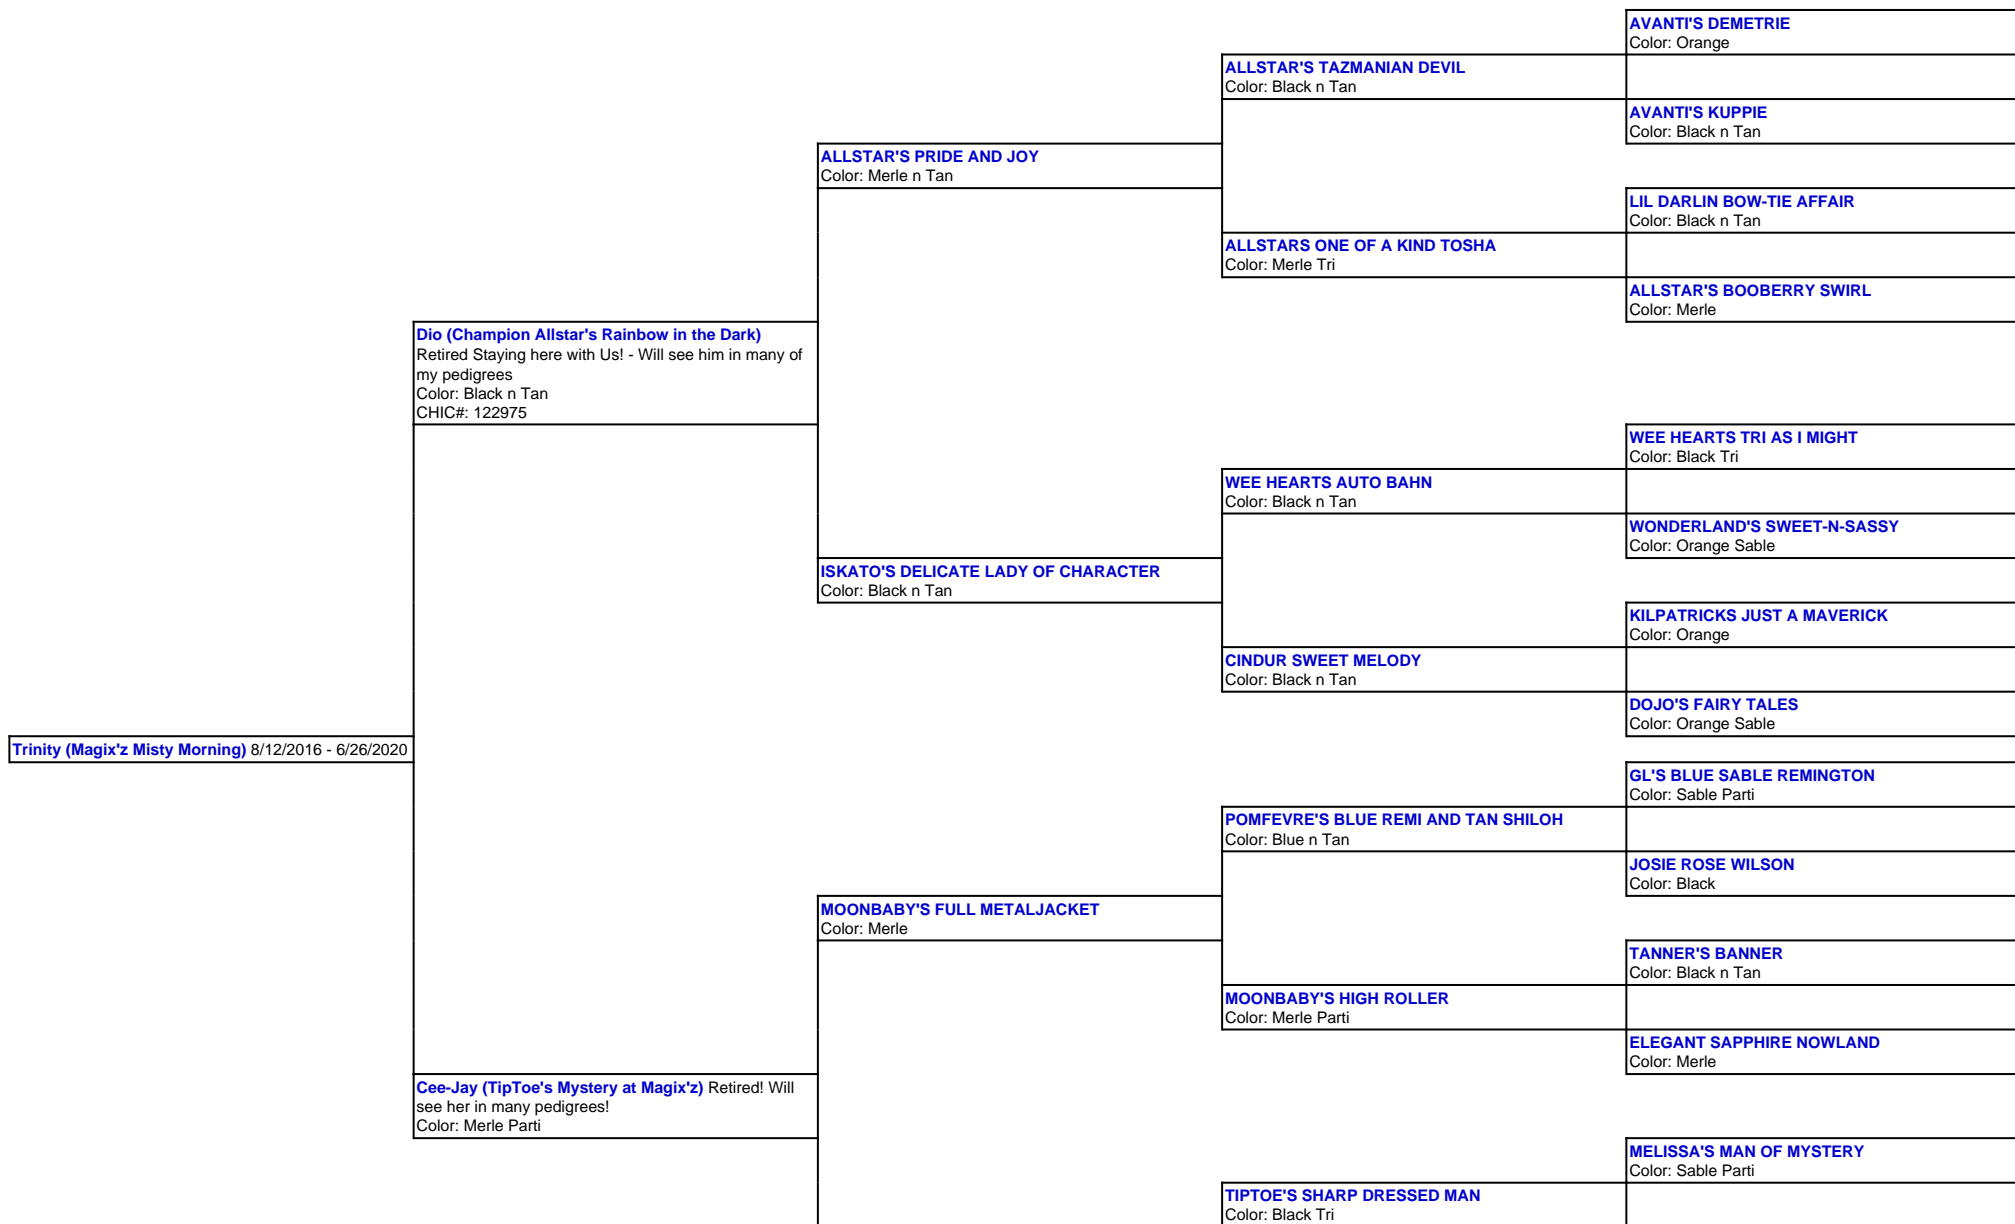 AVANTI'S DEMETRIE
Color: Orange
ALLSTAR'S TAZMANIAN DEVIL
Color: Black n Tan
AVANTI'S KUPPIE
Color: Black n Tan
ALLSTAR'S PRIDE AND JOY
Color: Merle n Tan
LIL DARLIN BOW-TIE AFFAIR
Color: Black n Tan
ALLSTARS ONE OF A KIND TOSHA
Color: Merle Tri
ALLSTAR'S BOOBERRY SWIRL
Color: Merle
Dio (Champion Allstar's Rainbow in the Dark)
Retired Staying here with Us! - Will see him in many of
my pedigrees
Color: Black n Tan
CHIC#: 122975
WEE HEARTS TRI AS I MIGHT
Color: Black Tri
WEE HEARTS AUTO BAHN
Color: Black n Tan
WONDERLAND'S SWEET-N-SASSY
Color: Orange Sable
ISKATO'S DELICATE LADY OF CHARACTER
Color: Black n Tan
KILPATRICKS JUST A MAVERICK
Color: Orange
CINDUR SWEET MELODY
Color: Black n Tan
DOJO'S FAIRY TALES
Color: Orange Sable
Trinity (Magix'z Misty Morning) 8/12/2016 - 6/26/2020
GL'S BLUE SABLE REMINGTON
Color: Sable Parti
POMFEVRE'S BLUE REMI AND TAN SHILOH
Color: Blue n Tan
JOSIE ROSE WILSON
Color: Black
MOONBABY'S FULL METALJACKET
Color: Merle
TANNER'S BANNER
Color: Black n Tan
MOONBABY'S HIGH ROLLER
Color: Merle Parti
ELEGANT SAPPHIRE NOWLAND
Color: Merle
Cee-Jay (TipToe's Mystery at Magix'z) Retired! Will
see her in many pedigrees!
Color: Merle Parti
MELISSA'S MAN OF MYSTERY
Color: Sable Parti
TIPTOE'S SHARP DRESSED MAN
Color: Black Tri